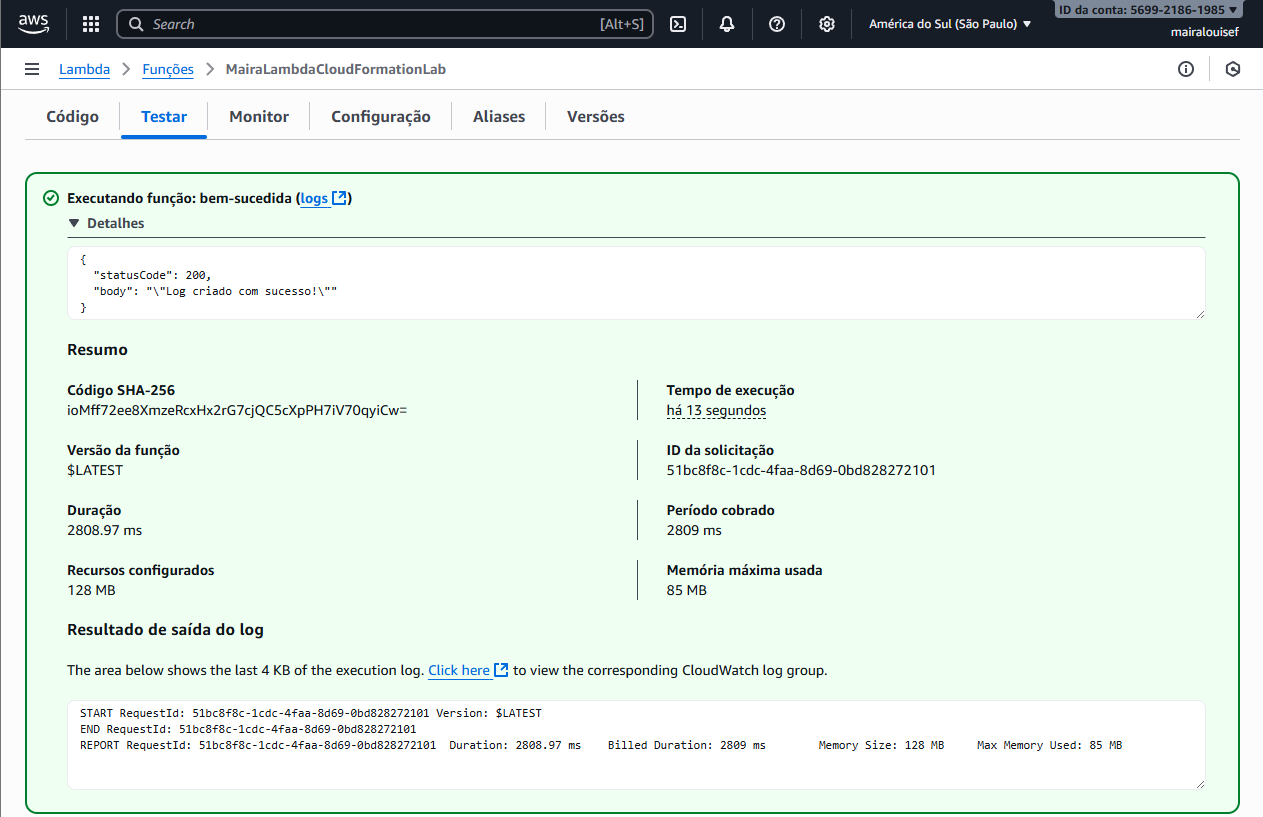 aws
Search [Alt+S]
América do Sul (São Paulo)
ID da conta: 5699-2186-1985
mairalouisef
Lambda
Funções
MairaLambdaCloudFormationLab
Código
Testar
Monitor
Configuração
Aliases
Versões
Executando função: bem-sucedida (logs)
Detalhes
{
"statusCode": 200,
"body": "\"Log criado com sucesso!\""
}
Resumo
Código SHA-256
ioMff72ee8XmzeRcxHx2rG7cjQC5cXpPH7iV70qyiCw=
Tempo de execução
há 13 segundos
Versão da função
$LATEST
ID da solicitação
51bc8f8c-1cdc-4faa-8d69-0bd828272101
Duração
2808.97 ms
Período cobrado
2809 ms
Recursos configurados
128 MB
Memória máxima usada
85 MB
Resultado de saída do log
The area below shows the last 4 KB of the execution log. Click here to view the corresponding CloudWatch log group.
START RequestId: 51bc8f8c-1cdc-4faa-8d69-0bd828272101 Version: $LATEST
END RequestId: 51bc8f8c-1cdc-4faa-8d69-0bd828272101
REPORT RequestId: 51bc8f8c-1cdc-4faa-8d69-0bd828272101 Duration: 2808.97 ms Billed Duration: 2809 ms Memory Size: 128 MB Max Memory Used: 85 MB